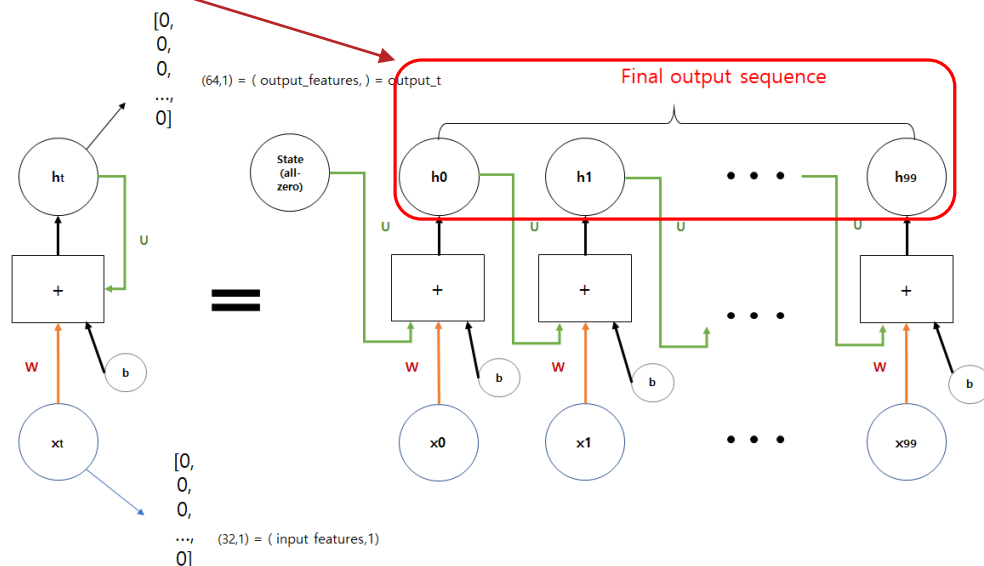 [0,
0,
0,
...,
0]
(64,1) = ( output_features, ) = output_t
Final output sequence
ht
State
(all-
zero)
h0
h1
• • •
h99
U
U
U
U
U
+
=
+
+
• • •
+
W
b
W
b
W
b
W
b
xt
x0
x1
• • •
x99
[0,
0,
0,
...,
0]
(32,1) = ( input features,1)